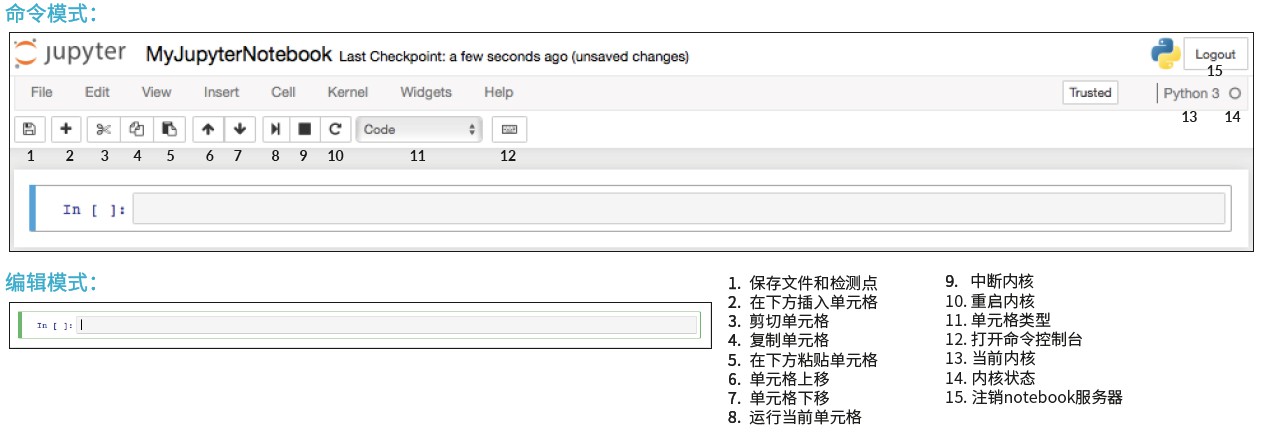 命令模式:
jupyter MyJupyterNotebook Last Checkpoint: a few seconds ago (unsaved changes) Logout
15
File Edit View Insert Cell Kernel Widgets Help Trusted Python 3
13 14
Code
1 2 3 4 5 6 7 8 9 10 11 12
In [ ]:
编辑模式:
In [ ]:
1. 保存文件和检测点
2. 在下方插入单元格
3. 剪切单元格
4. 复制单元格
5. 在下方粘贴单元格
6. 单元格上移
7. 单元格下移
8. 运行当前单元格
9. 中断内核
10. 重启内核
11. 单元格类型
12. 打开命令控制台
13. 当前内核
14. 内核状态
15. 注销notebook服务器